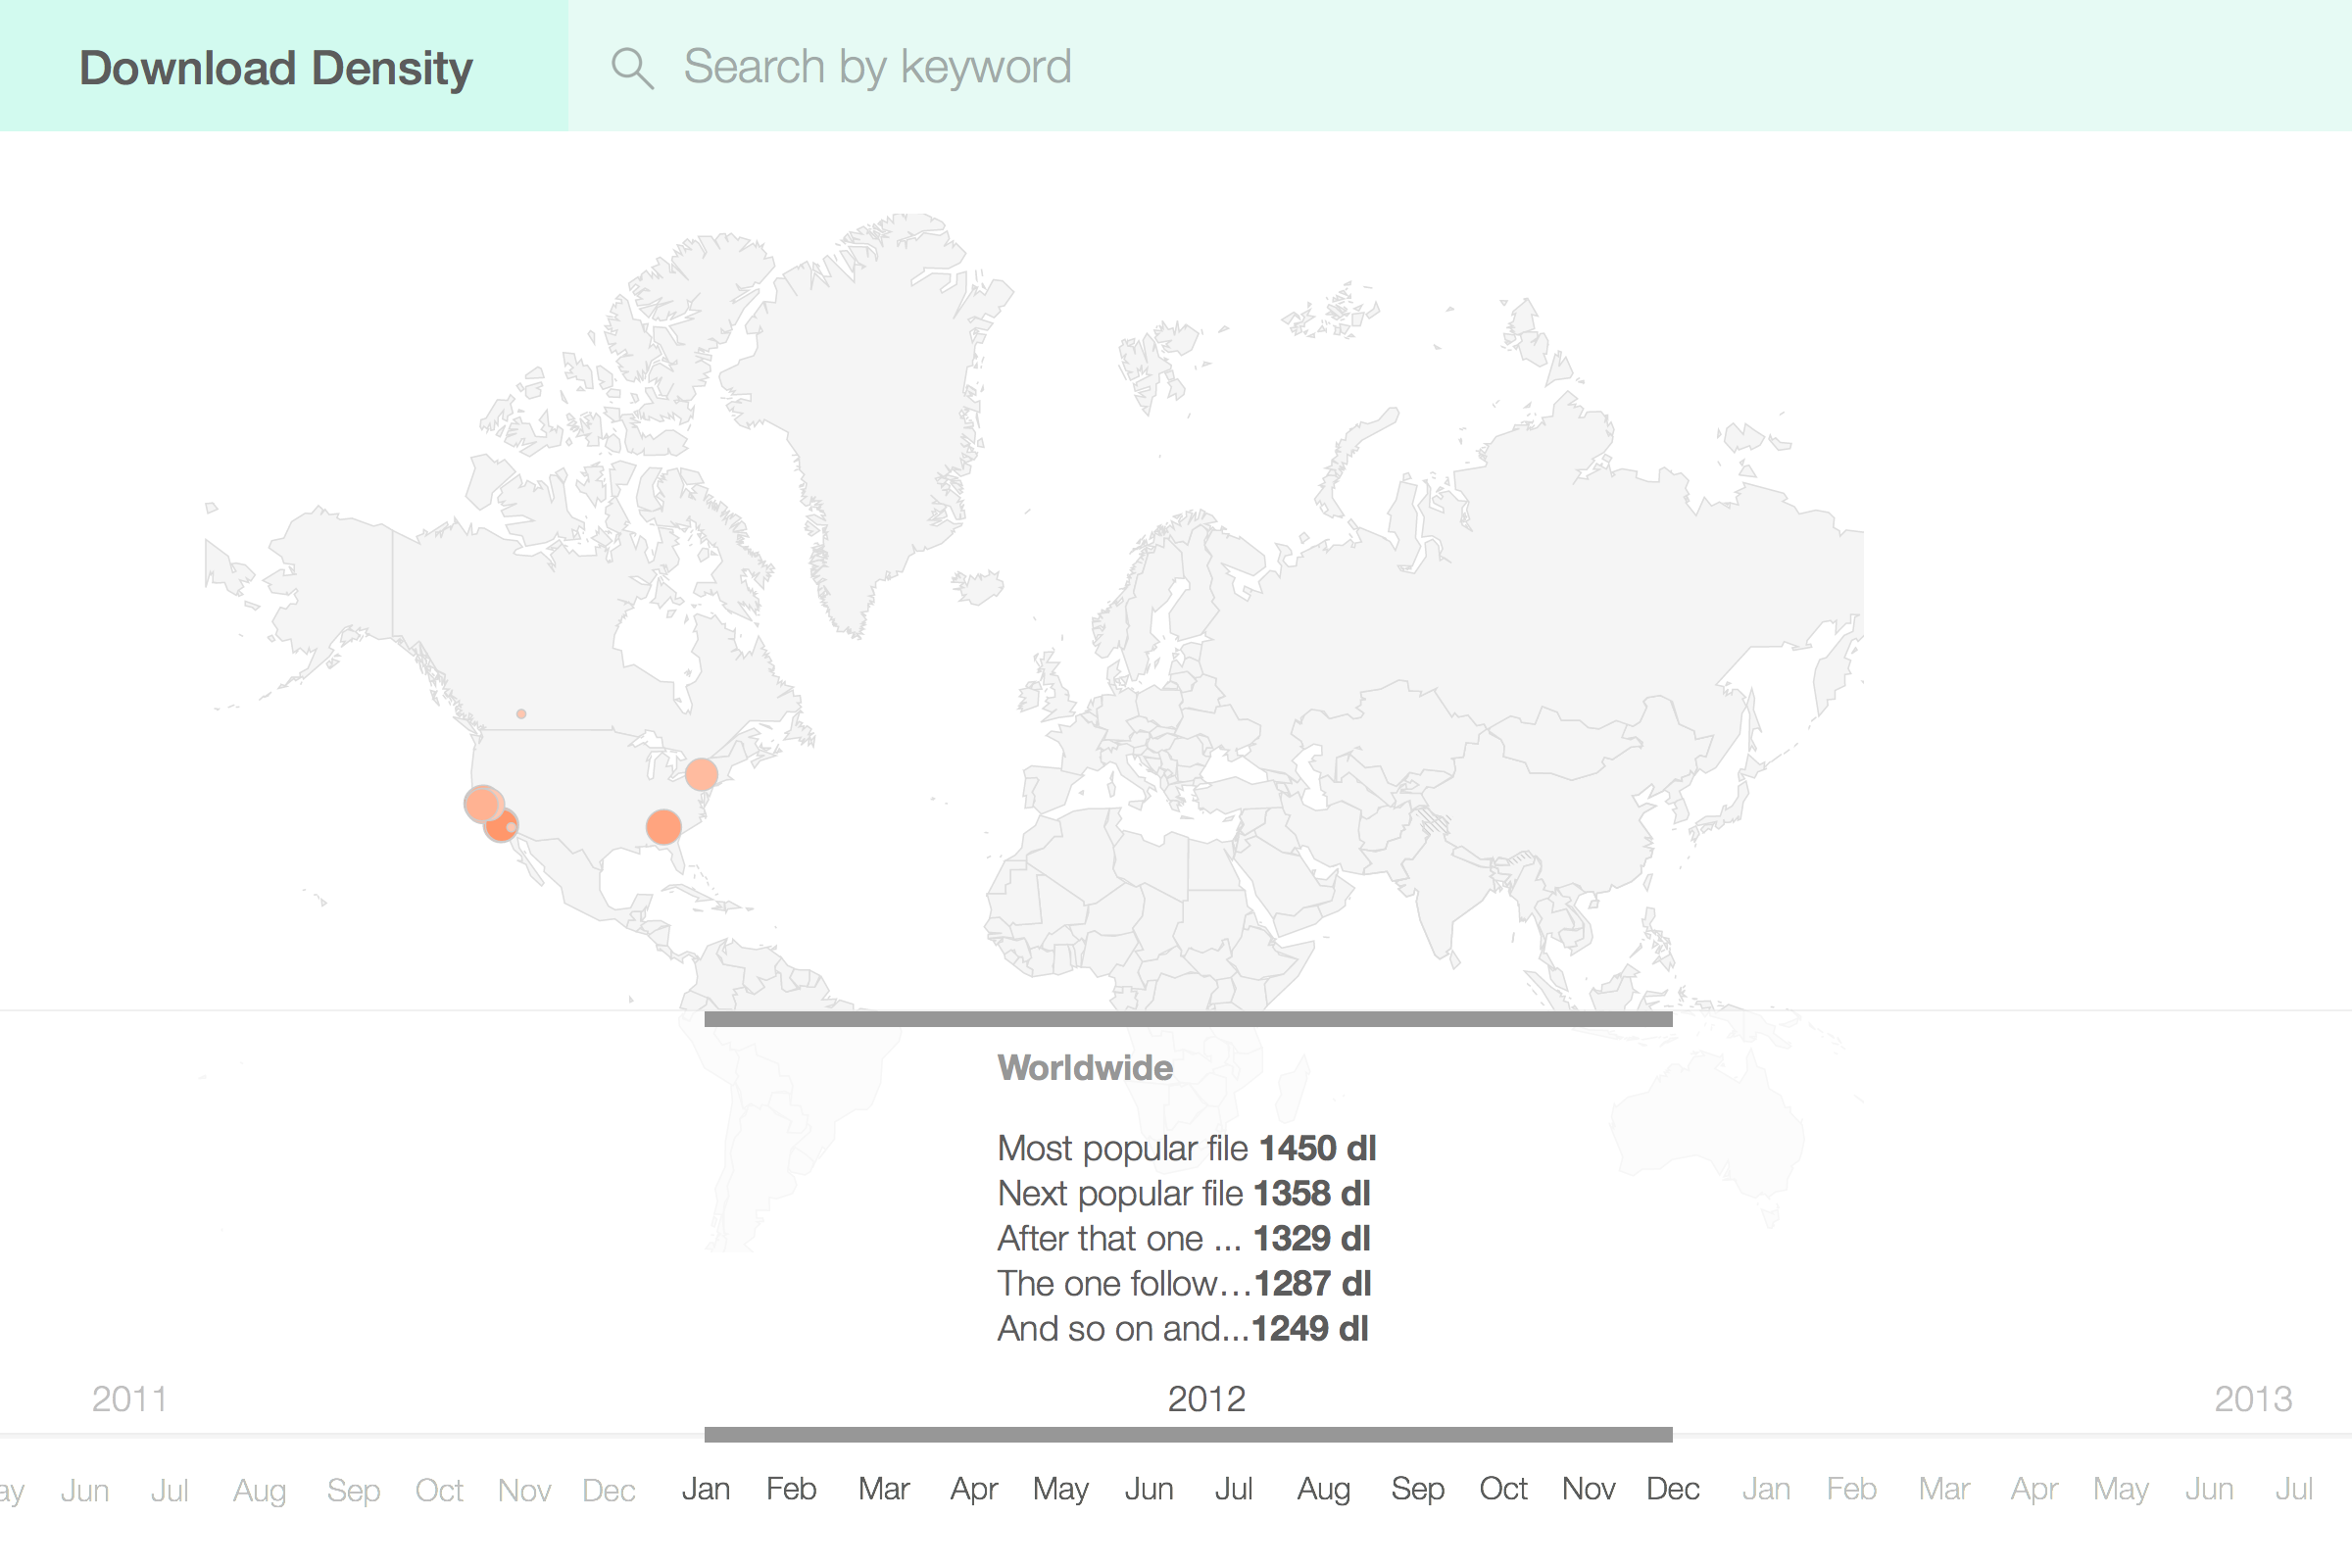 Download Density
Search by keyword
Worldwide
Most popular file 1450 dl
Next popular file 1358 dl
After that one ... 1329 dl
The one follow…1287 dl
And so on and...1249 dl
2011 2012 2013
ay Jun Jul Aug Sep Oct Nov Dec Jan Feb Mar Apr May Jun Jul Aug Sep Oct Nov Dec Jan Feb Mar Apr May Jun Jul